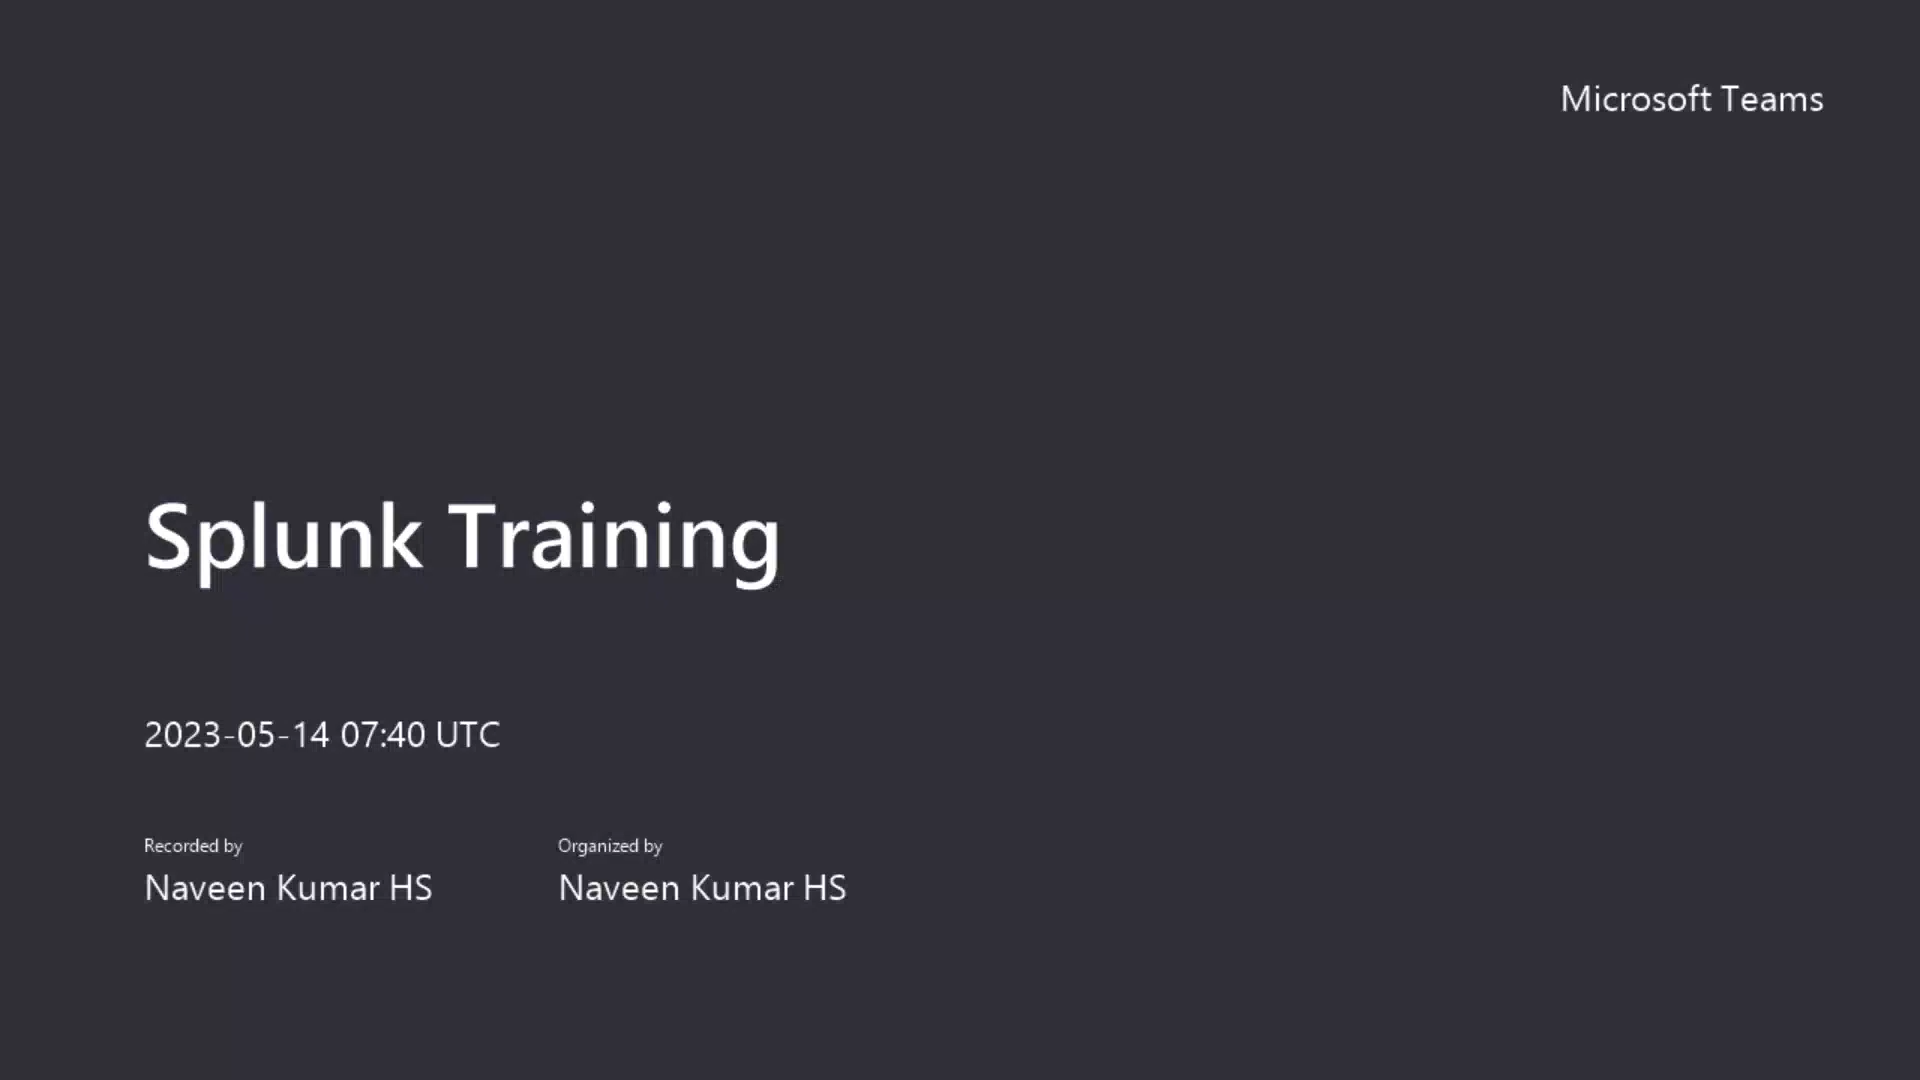 Microsoft Teams
Splunk Training
2023-05-14 07:40 UTC
Recorded by
Naveen Kumar HS
Organized by
Naveen Kumar HS